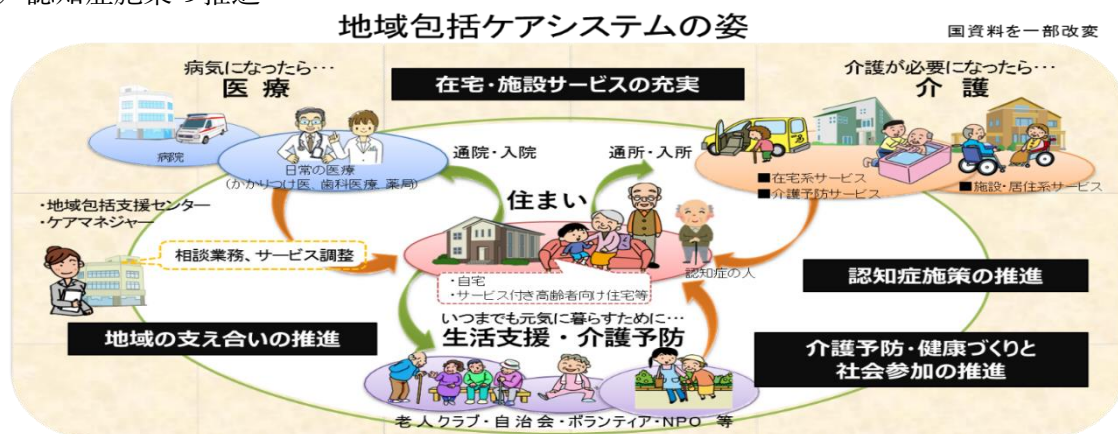 認知症施策の推進
地域包括ケアシステムの姿
国資料を一部改変
病気になったら…
医療
在宅・施設サービスの充実
介護が必要になったら…
介護
病院
日常の医療
(かかりつけ医、歯科医療、薬局)
通院・入院
通所・入所
■在宅系サービス
■介護予防サービス
■施設・居住系サービス
住まい
・地域包括支援センター
・ケアマネジャー
相談業務、サービス調整
認知症の人
・自宅
・サービス付き高齢者向け住宅等
認知症施策の推進
地域の支え合いの推進
いつまでも元気に暮らすために…
生活支援・介護予防
介護予防・健康づくりと
社会参加の推進
老人クラブ・自治会・ボランティア・NPO 等